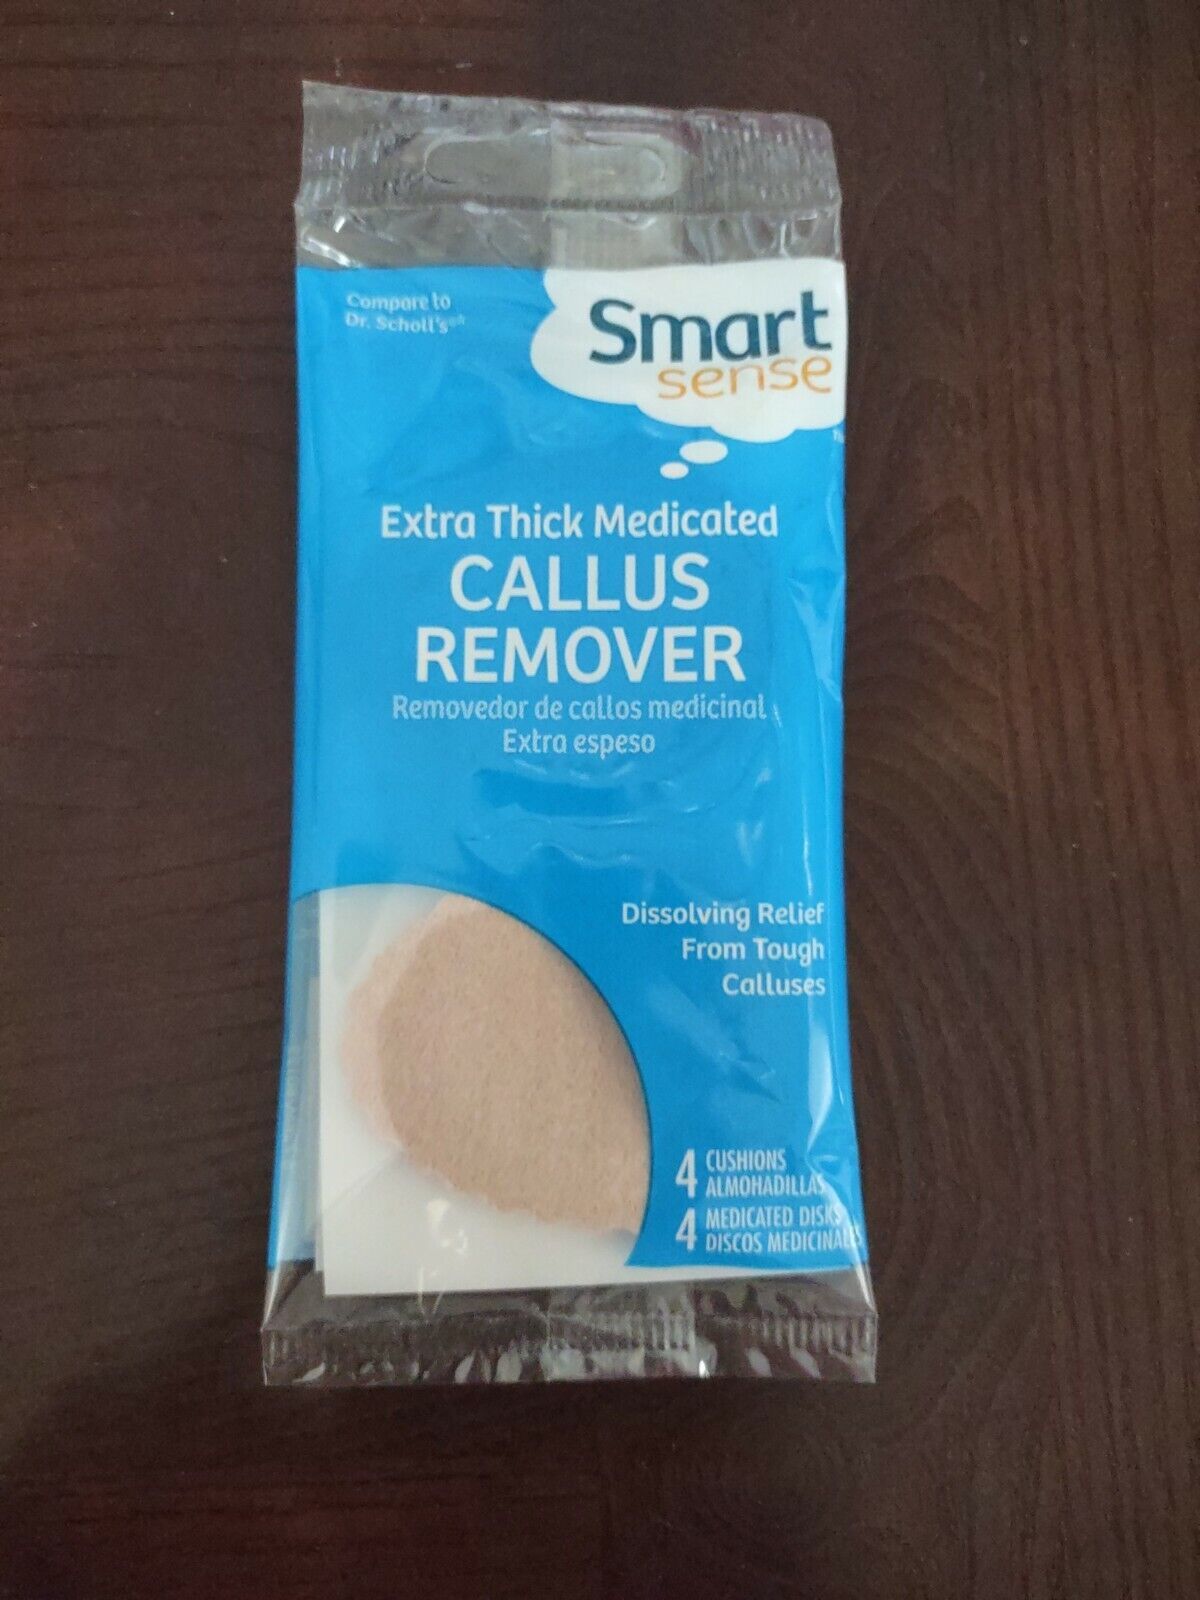 Compare to
Dr. Scholl's®‡
Smart
sense
Extra Thick Medicated
CALLUS
REMOVER
Removedor de callos medicinal
Extra espeso
Dissolving Relief
From Tough
Calluses
4 CUSHIONS
ALMOHADILLAS
4 MEDICATED DISKS
DISCOS MEDICINALES